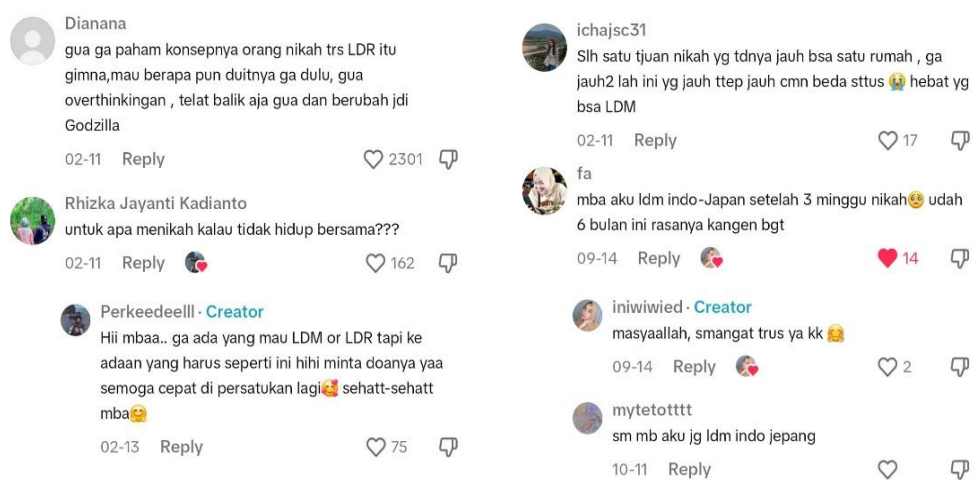 Dianana
gua ga paham konsepnya orang nikah trs LDR itu
gimna,mau berapa pun duitnya ga dulu, gua
overthinkingan , telat balik aja gua dan berubah jdi
Godzilla
02-11 Reply 2301
Rhizka Jayanti Kadianto
untuk apa menikah kalau tidak hidup bersama???
02-11 Reply 162
Perkeedeelll · Creator
Hii mbaa.. ga ada yang mau LDM or LDR tapi ke
adaan yang harus seperti ini hihi minta doanya yaa
semoga cepat di persatukan lagi🥰 sehatt-sehatt
mba🤗
02-13 Reply 75
ichajsc31
Slh satu tjuan nikah yg tdnya jauh bsa satu rumah , ga
jauh2 lah ini yg jauh ttep jauh cmn beda sttus 😭 hebat yg
bsa LDM
02-11 Reply 17
fa
mba aku ldm indo-Japan setelah 3 minggu nikah🥺 udah
6 bulan ini rasanya kangen bgt
09-14 Reply 14
iniwiwied · Creator
masyaallah, smangat trus ya kk 🤗
09-14 Reply 2
mytetotttt
sm mb aku jg ldm indo jepang
10-11 Reply